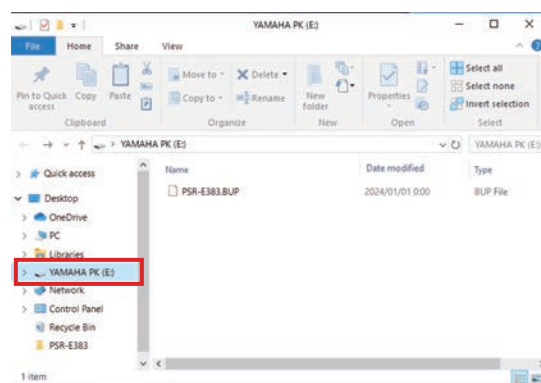 YAMAHA PK (E:)
File Home Share View
Pin to Quick access
Copy
Paste
Clipboard
Move to
Copy to
Delete
Rename
Organize
New folder
New
Properties
Open
Select all
Select none
Invert selection
Select
YAMAHA PK (E:)
YAMAHA PK (E:)
Quick access
Desktop
OneDrive
PC
Libraries
YAMAHA PK (E:)
Network
Control Panel
Recycle Bin
PSR-E383
Name Date modified Type
PSR-E383.BUP 2024/01/01 0:00 BUP File
1 item